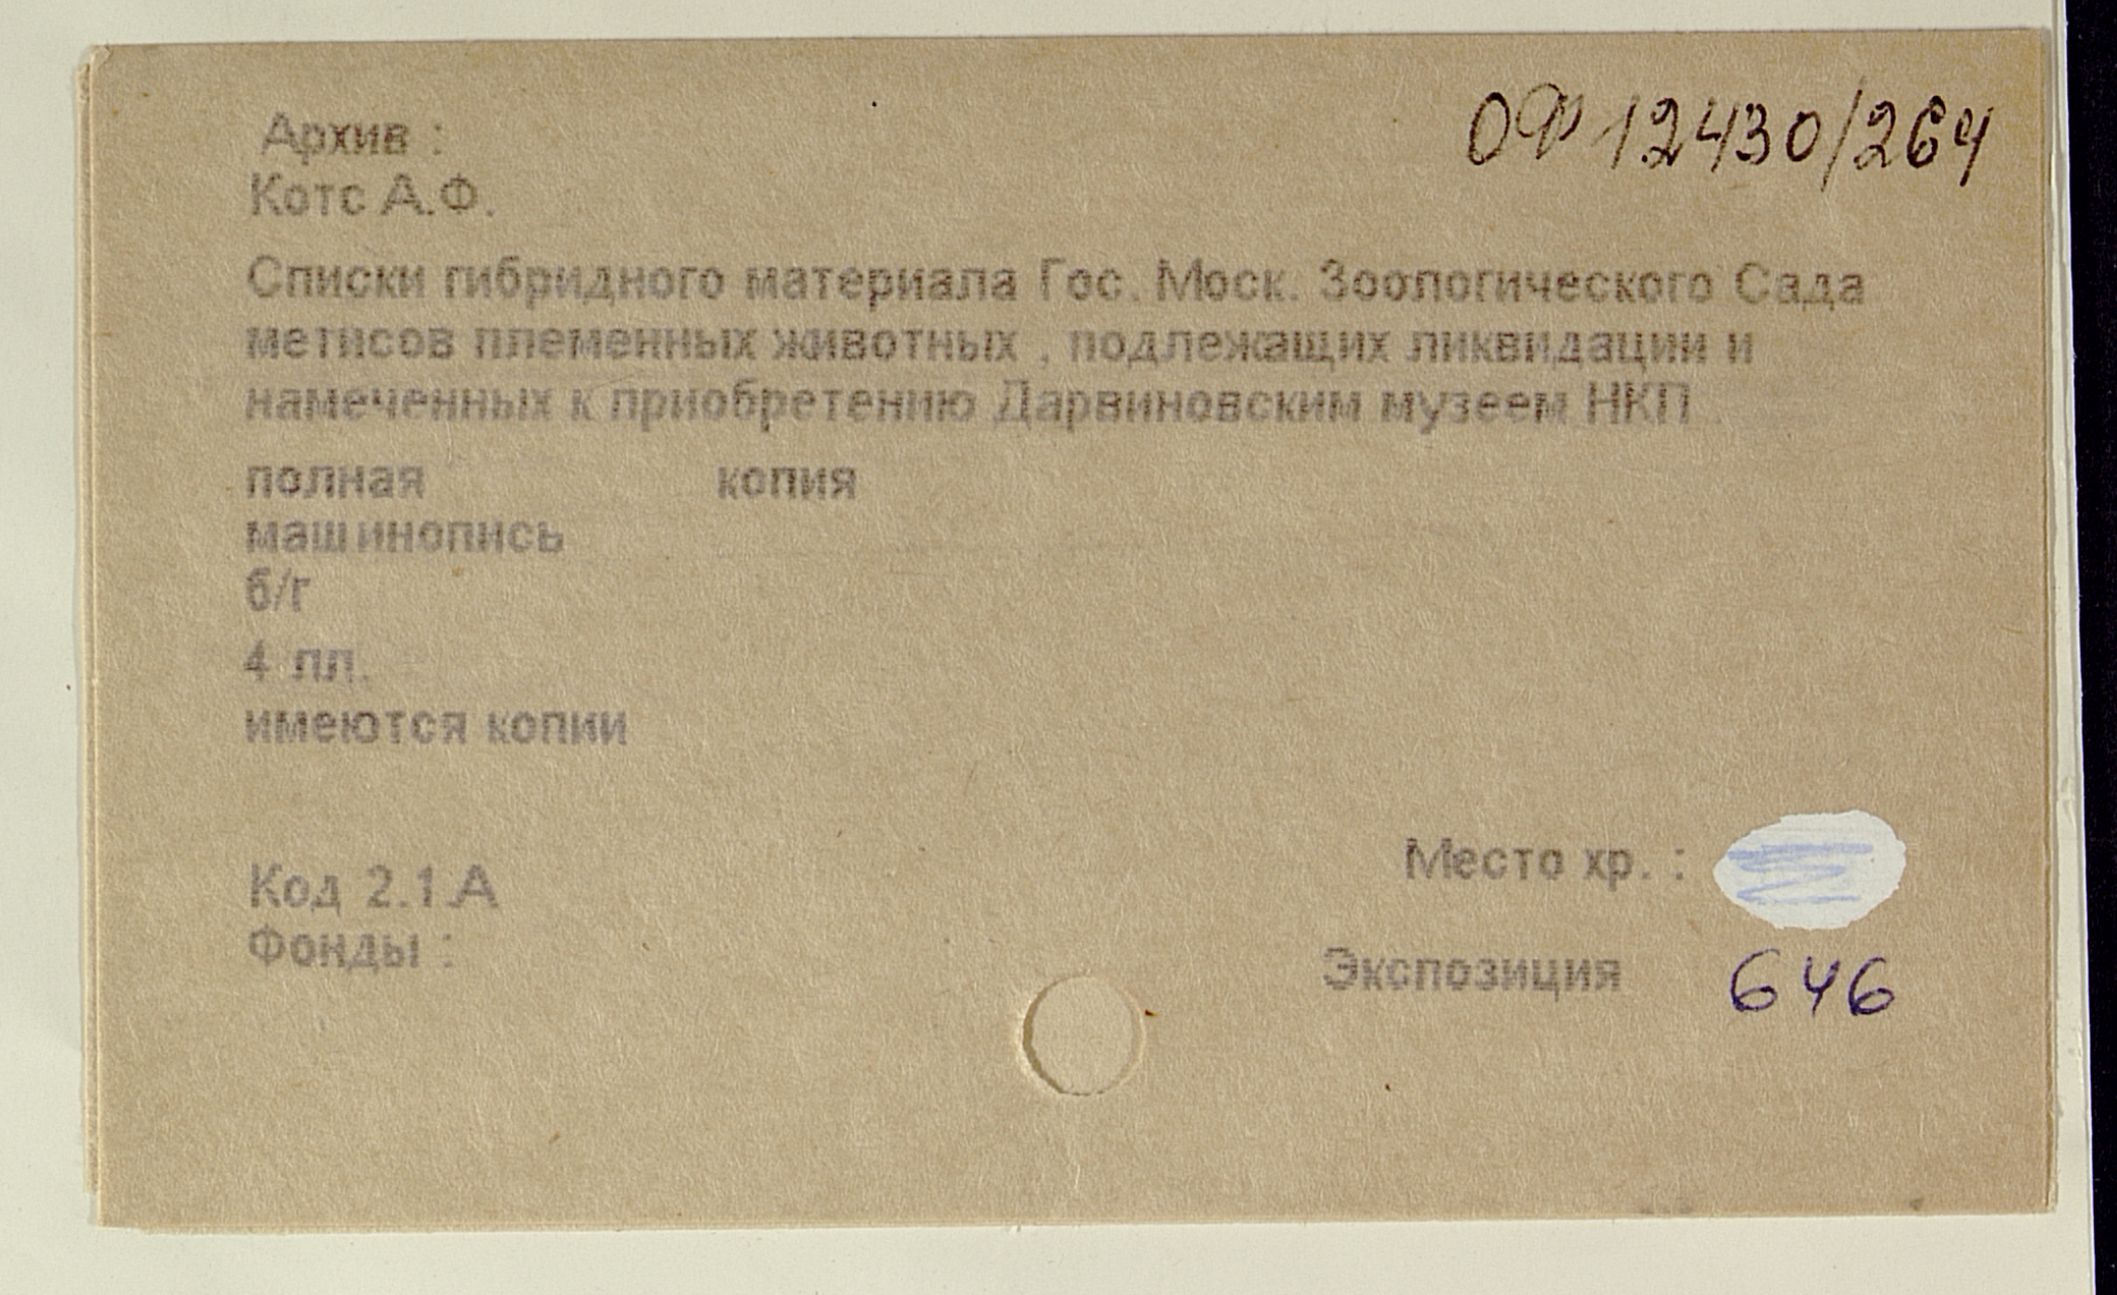 ОФ 12430/264
Архив :
Котс А.Ф.
Списки гибридного материала Гос. Моск. Зоологического Сада
метисов племенных животных , подлежащих ликвидации и
намеченных к приобретению Дарвиновским музеем НКП .
полная копия
машинопись
б/г
4 лл.
имеются копии
Место хр. :
Код 2.1.А
Фонды :
Экспозиция 646